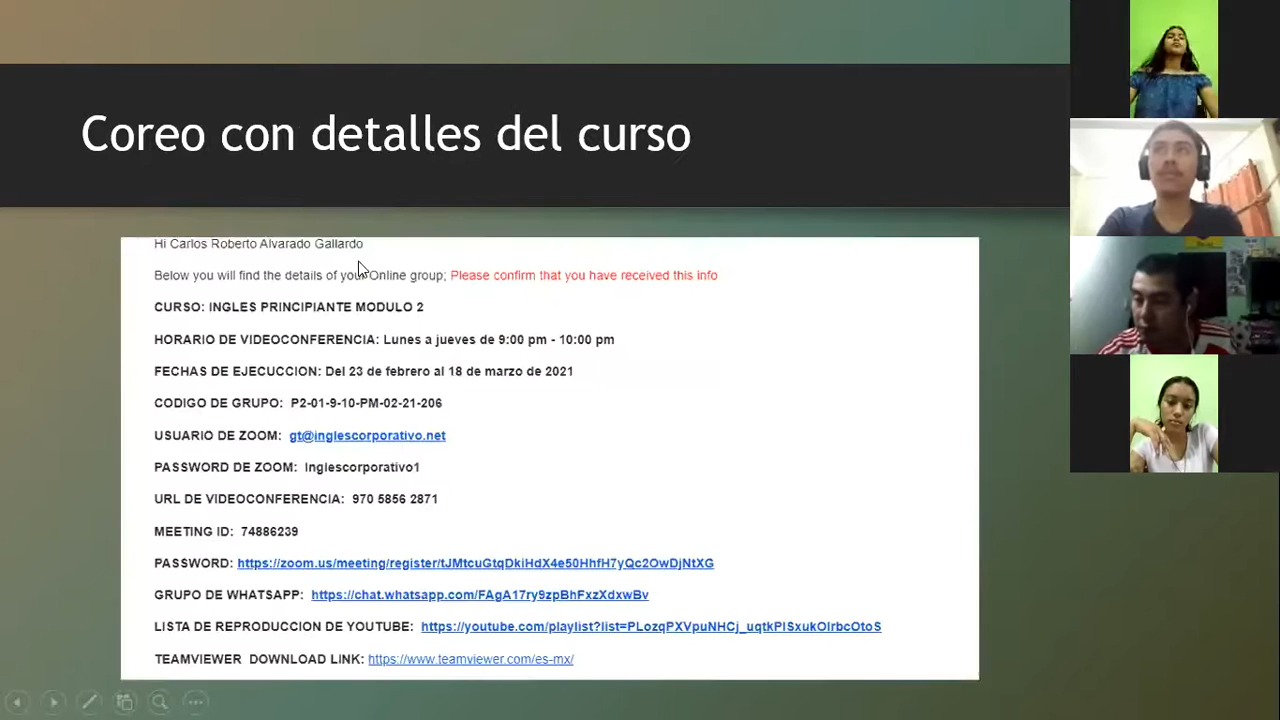 Coreo con detalles del curso
Hi Carlos Roberto Alvarado Gallardo
Below you will find the details of your Online group; Please confirm that you have received this info
CURSO: INGLES PRINCIPIANTE MODULO 2
HORARIO DE VIDEOCONFERENCIA: Lunes a jueves de 9:00 pm - 10:00 pm
FECHAS DE EJECUCCION: Del 23 de febrero al 18 de marzo de 2021
CODIGO DE GRUPO: P2-01-9-10-PM-02-21-206
USUARIO DE ZOOM: gt@inglescorporativo.net
PASSWORD DE ZOOM: Inglescorporativo1
URL DE VIDEOCONFERENCIA: 970 5856 2871
MEETING ID: 74886239
PASSWORD: https://zoom.us/meeting/register/tJMtcuGtqDkiHdX4e50HhfH7yQc2OwDjNtXG
GRUPO DE WHATSAPP: https://chat.whatsapp.com/FAgA17ry9zpBhFxzXdxwBv
LISTA DE REPRODUCCION DE YOUTUBE: https://youtube.com/playlist?list=PLozqPXVpuNHCj_uqtkPlSxukOlrbcOtoS
TEAMVIEWER DOWNLOAD LINK: https://www.teamviewer.com/es-mx/